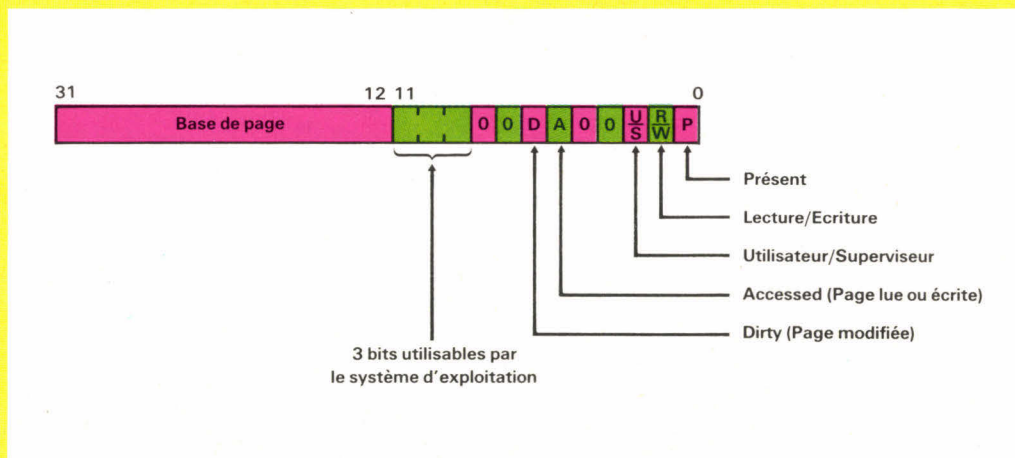 31 12 11 0
Base de page 0 0 D A 0 0 U/S R/W P
Présent
Lecture/Ecriture
Utilisateur/Superviseur
Accessed (Page lue ou écrite)
Dirty (Page modifiée)
3 bits utilisables par
le système d'exploitation